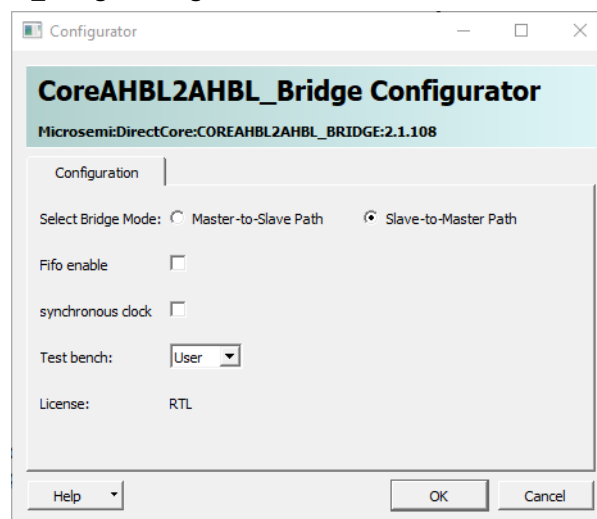 Configurator
CoreAHBL2AHBL_Bridge Configurator
Microsemi:DirectCore:COREAHBL2AHBL_BRIDGE:2.1.108
Configuration
Select Bridge Mode: Master-to-Slave Path Slave-to-Master Path
Fifo enable
synchronous clock
Test bench: User
License: RTL
Help OK Cancel